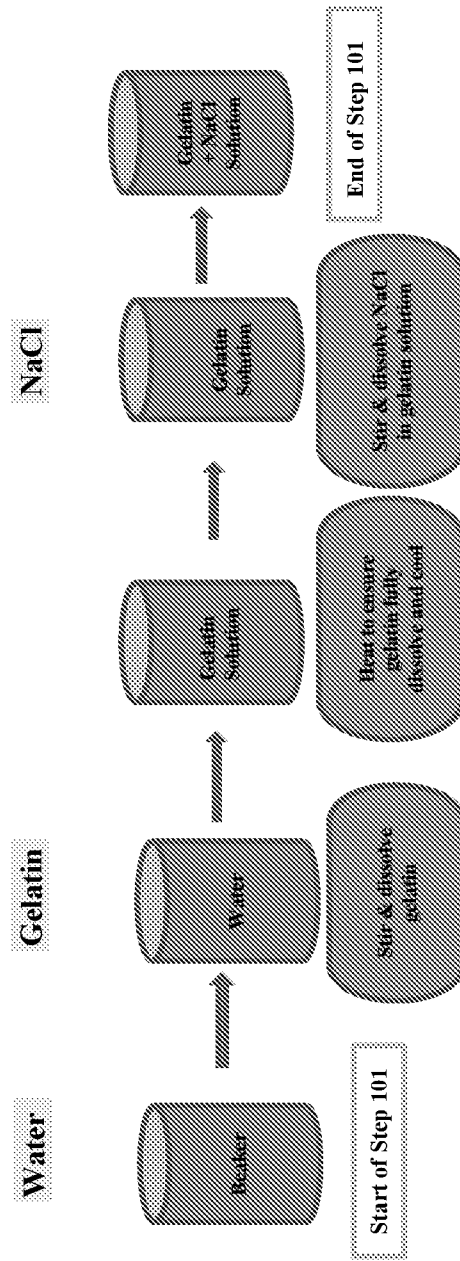 Water
Gelatin
NaCl
Beaker
Water
Gelatin
Solution
Gelatin
Solution
Gelatin
+ NaCl
Solution
Start of Step 101
Stir & dissolve
gelatin
Heat to ensure
gelatin fully
dissolve and cool
Stir & dissolve NaCl
in gelatin solution
End of Step 101